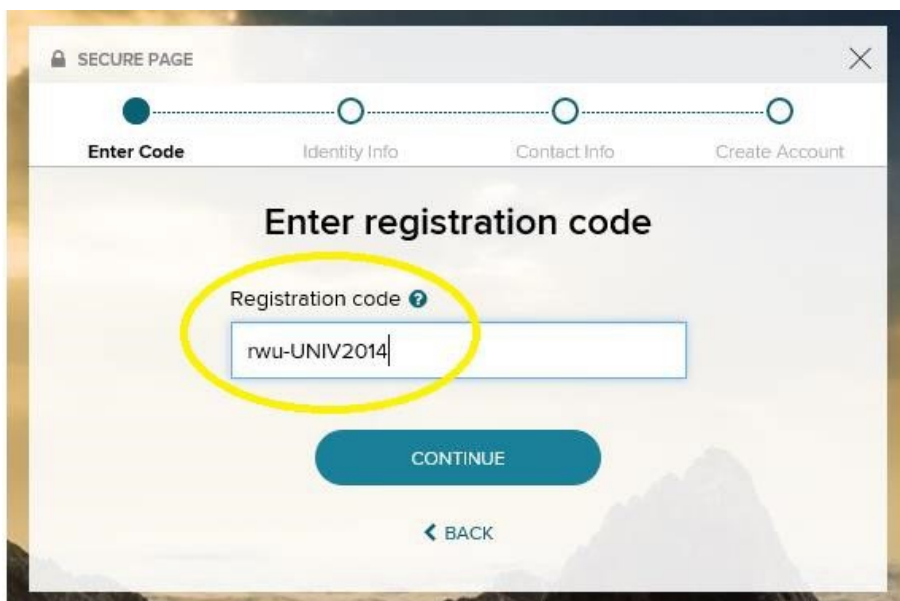 SECURE PAGE
Enter Code Identity Info Contact Info Create Account
Enter registration code
Registration code ?
rwu-UNIV2014
CONTINUE
BACK